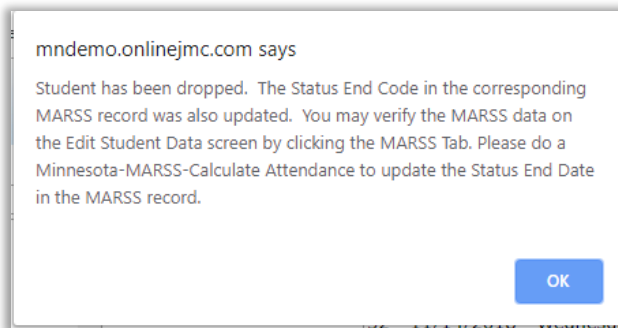 mndemo.onlinejmc.com says
Student has been dropped. The Status End Code in the corresponding
MARSS record was also updated. You may verify the MARSS data on
the Edit Student Data screen by clicking the MARSS Tab. Please do a
Minnesota-MARSS-Calculate Attendance to update the Status End Date
in the MARSS record.
OK